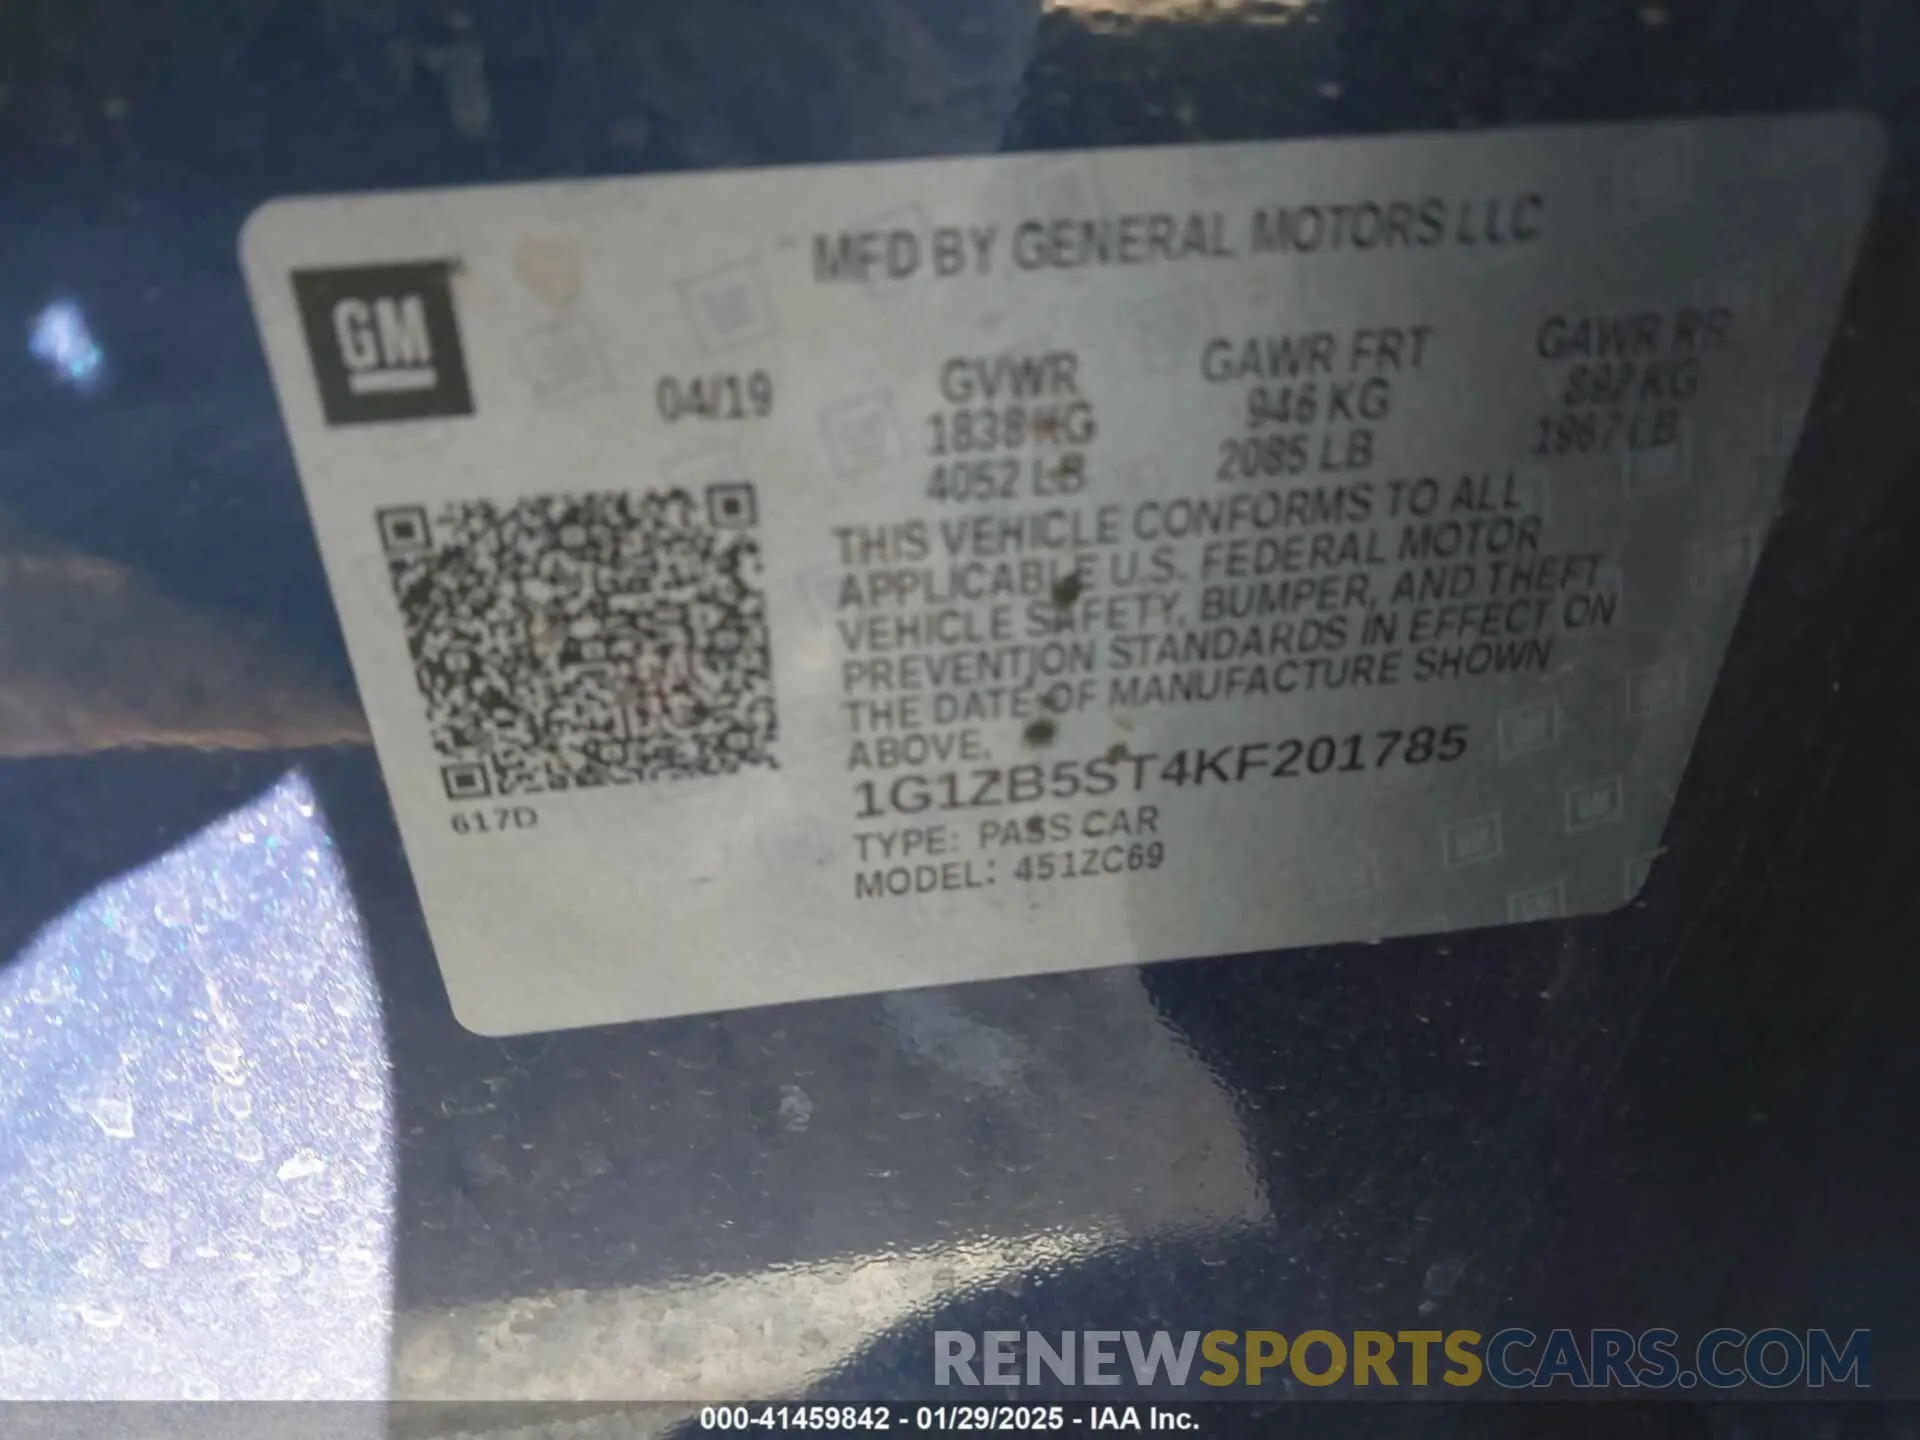 MFD BY GENERAL MOTORS LLC
GM
04/19
GVWR GAWR FRT GAWR RR
1838 KG 946 KG 892 KG
4052 LB 2085 LB 1967 LB
THIS VEHICLE CONFORMS TO ALL
APPLICABLE U.S. FEDERAL MOTOR
VEHICLE SAFETY, BUMPER, AND THEFT
PREVENTION STANDARDS IN EFFECT ON
THE DATE OF MANUFACTURE SHOWN
ABOVE.
1G1ZB5ST4KF201785
617D
TYPE: PASS CAR
MODEL: 451ZC69
RENEWSPORTSCARS.COM
000-41459842 - 01/29/2025 - IAA Inc.